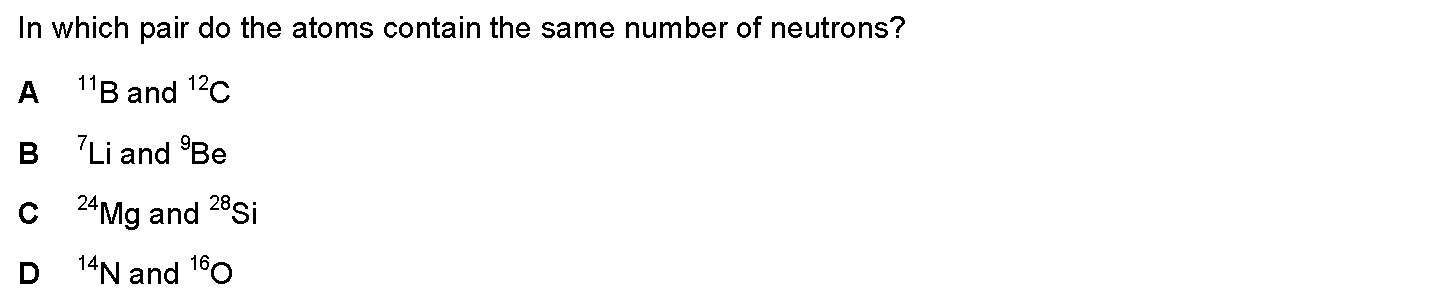 In which pair do the atoms contain the same number of neutrons?
A ¹¹B and ¹²C
B ⁷Li and ⁹Be
C ²⁴Mg and ²⁸Si
D ¹⁴N and ¹⁶O